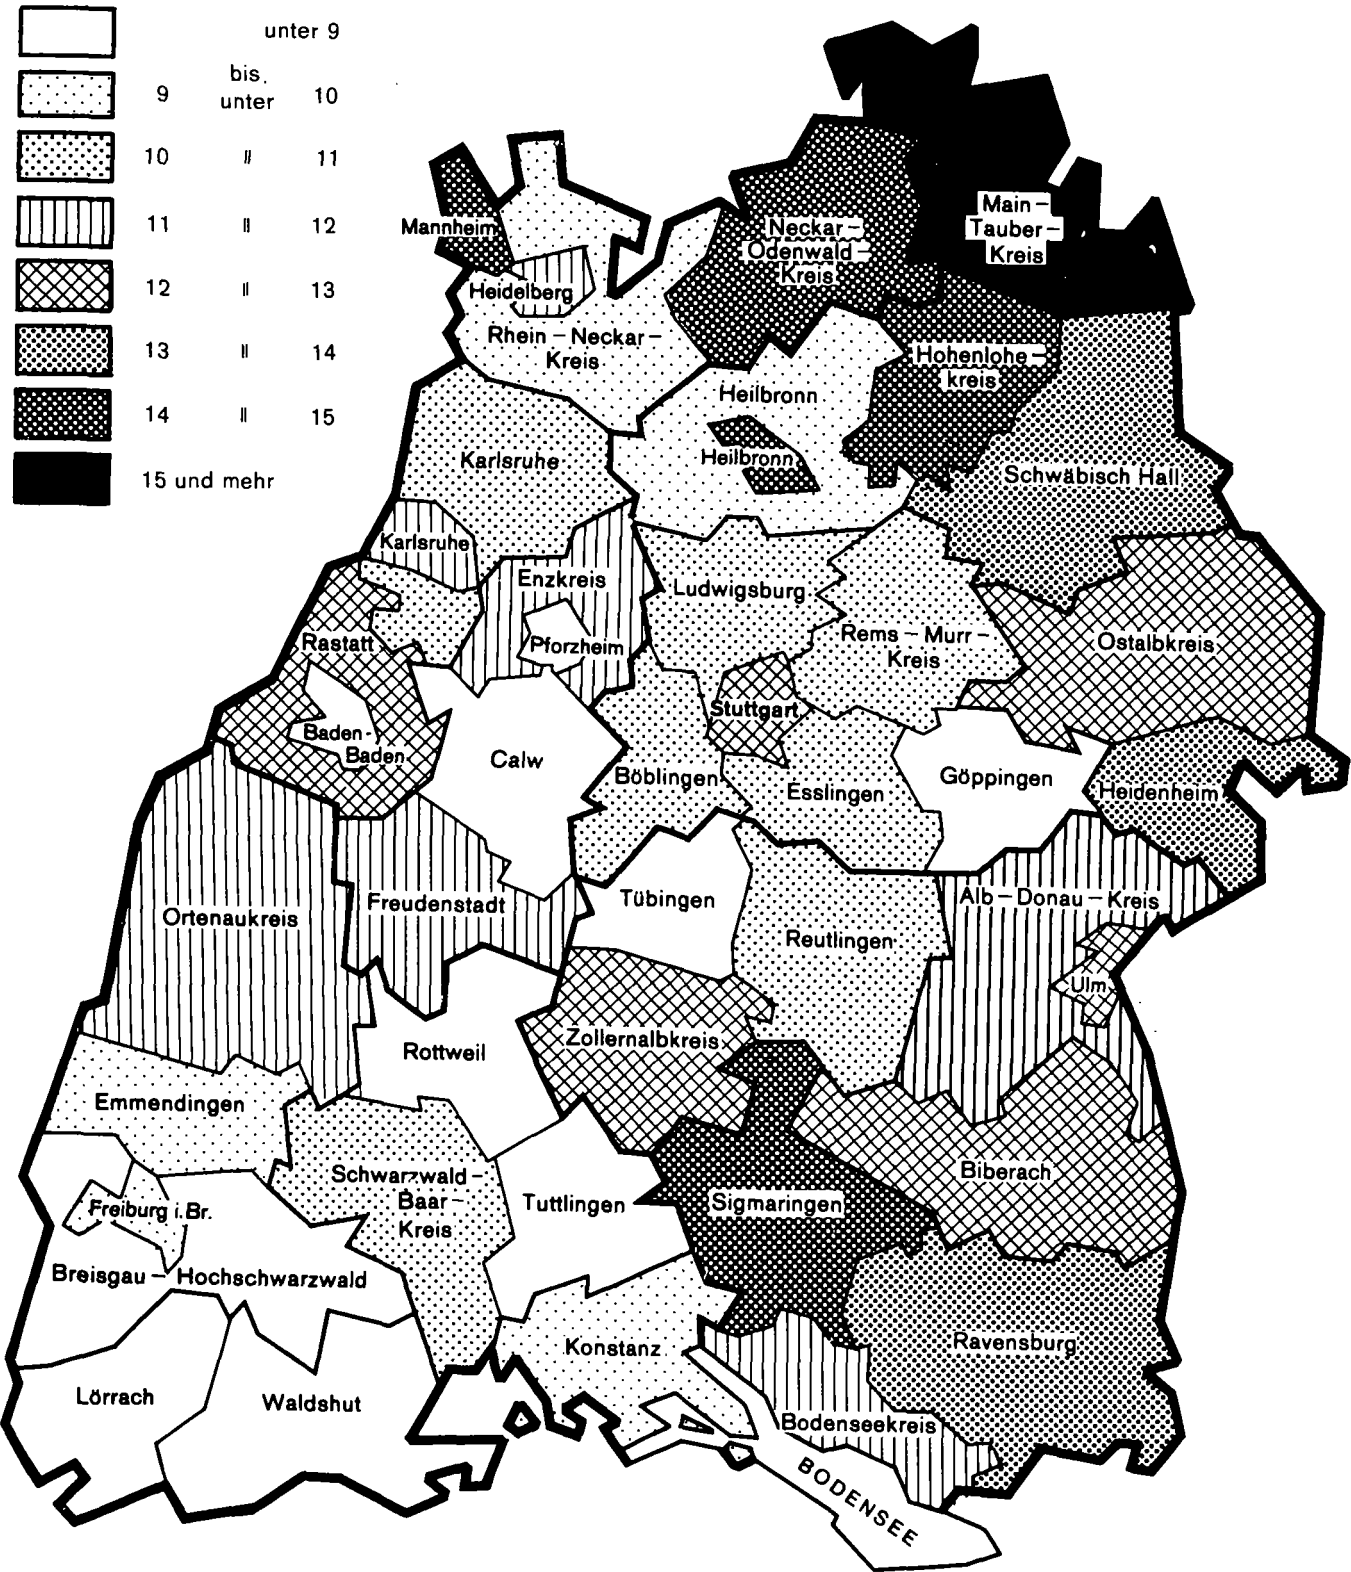 unter 9
9 bis unter 10
10 〃 11
11 〃 12
12 〃 13
13 〃 14
14 〃 15
15 und mehr
Main-
Tauber-
Kreis
Mannheim
Neckar-
Odenwald-
Kreis
Heidelberg
Rhein-Neckar-
Kreis
Hohenlohe-
kreis
Heilbronn
Heilbronn
Karlsruhe
Schwäbisch Hall
Karlsruhe
Enzkreis
Ludwigsburg
Rastatt
Pforzheim
Rems-Murr-
Kreis
Ostalbkreis
Stuttgart
Baden-
Baden
Calw
Böblingen
Esslingen
Göppingen
Heidenheim
Ortenaukreis
Freudenstadt
Tübingen
Alb-Donau-Kreis
Reutlingen
Ulm
Rottweil
Zollernalbkreis
Emmendingen
Schwarzwald-
Baar-
Kreis
Biberach
Freiburg i.Br.
Tuttlingen
Sigmaringen
Breisgau-Hochschwarzwald
Konstanz
Ravensburg
Lörrach
Waldshut
Bodenseekreis
BODENSEE